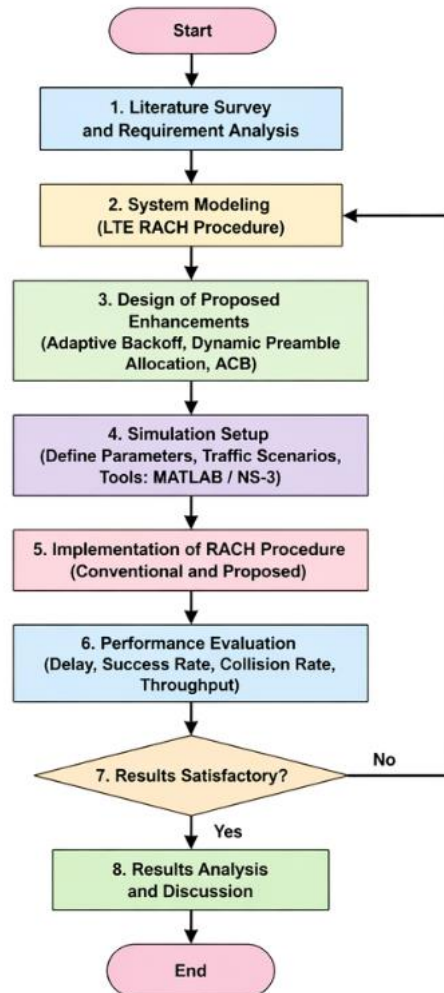 Start
1. Literature Survey
and Requirement Analysis
2. System Modeling
(LTE RACH Procedure)
3. Design of Proposed
Enhancements
(Adaptive Backoff, Dynamic Preamble
Allocation, ACB)
4. Simulation Setup
(Define Parameters, Traffic Scenarios,
Tools: MATLAB / NS-3)
5. Implementation of RACH Procedure
(Conventional and Proposed)
6. Performance Evaluation
(Delay, Success Rate, Collision Rate,
Throughput)
7. Results Satisfactory?
No
Yes
8. Results Analysis
and Discussion
End